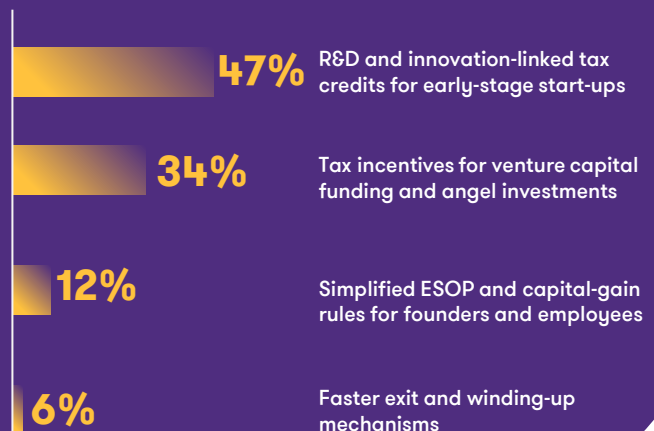 47%
R&D and innovation-linked tax
credits for early-stage start-ups
34%
Tax incentives for venture capital
funding and angel investments
12%
Simplified ESOP and capital-gain
rules for founders and employees
6%
Faster exit and winding-up
mechanisms